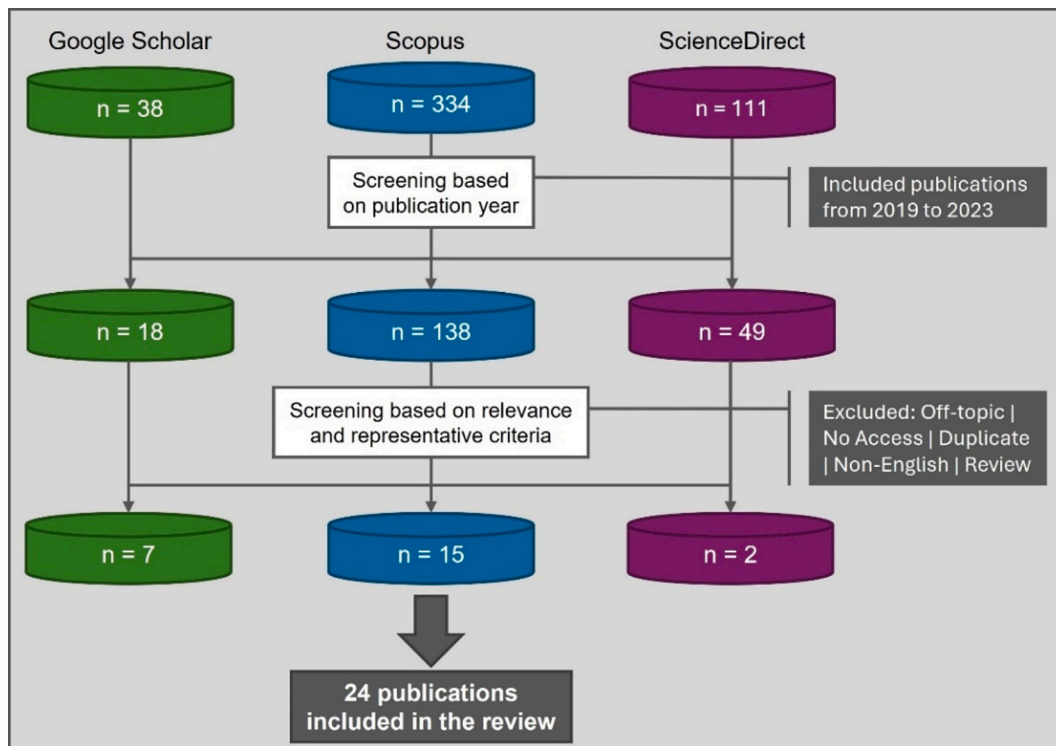 Google Scholar
Scopus
ScienceDirect
n = 38
n = 334
n = 111
Screening based
on publication year
Included publications
from 2019 to 2023
n = 18
n = 138
n = 49
Screening based on relevance
and representative criteria
Excluded: Off-topic |
No Access | Duplicate
| Non-English | Review
n = 7
n = 15
n = 2
24 publications
included in the review